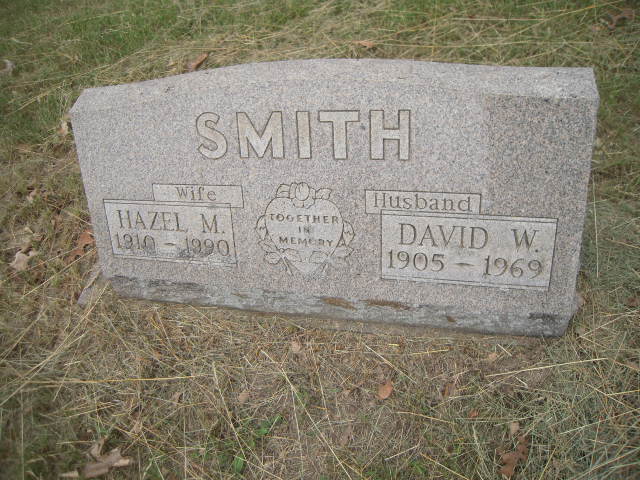 SMITH
Wife
HAZEL M.
1910 - 1990
TOGETHER
IN
MEMORY
Husband
DAVID W.
1905 - 1969